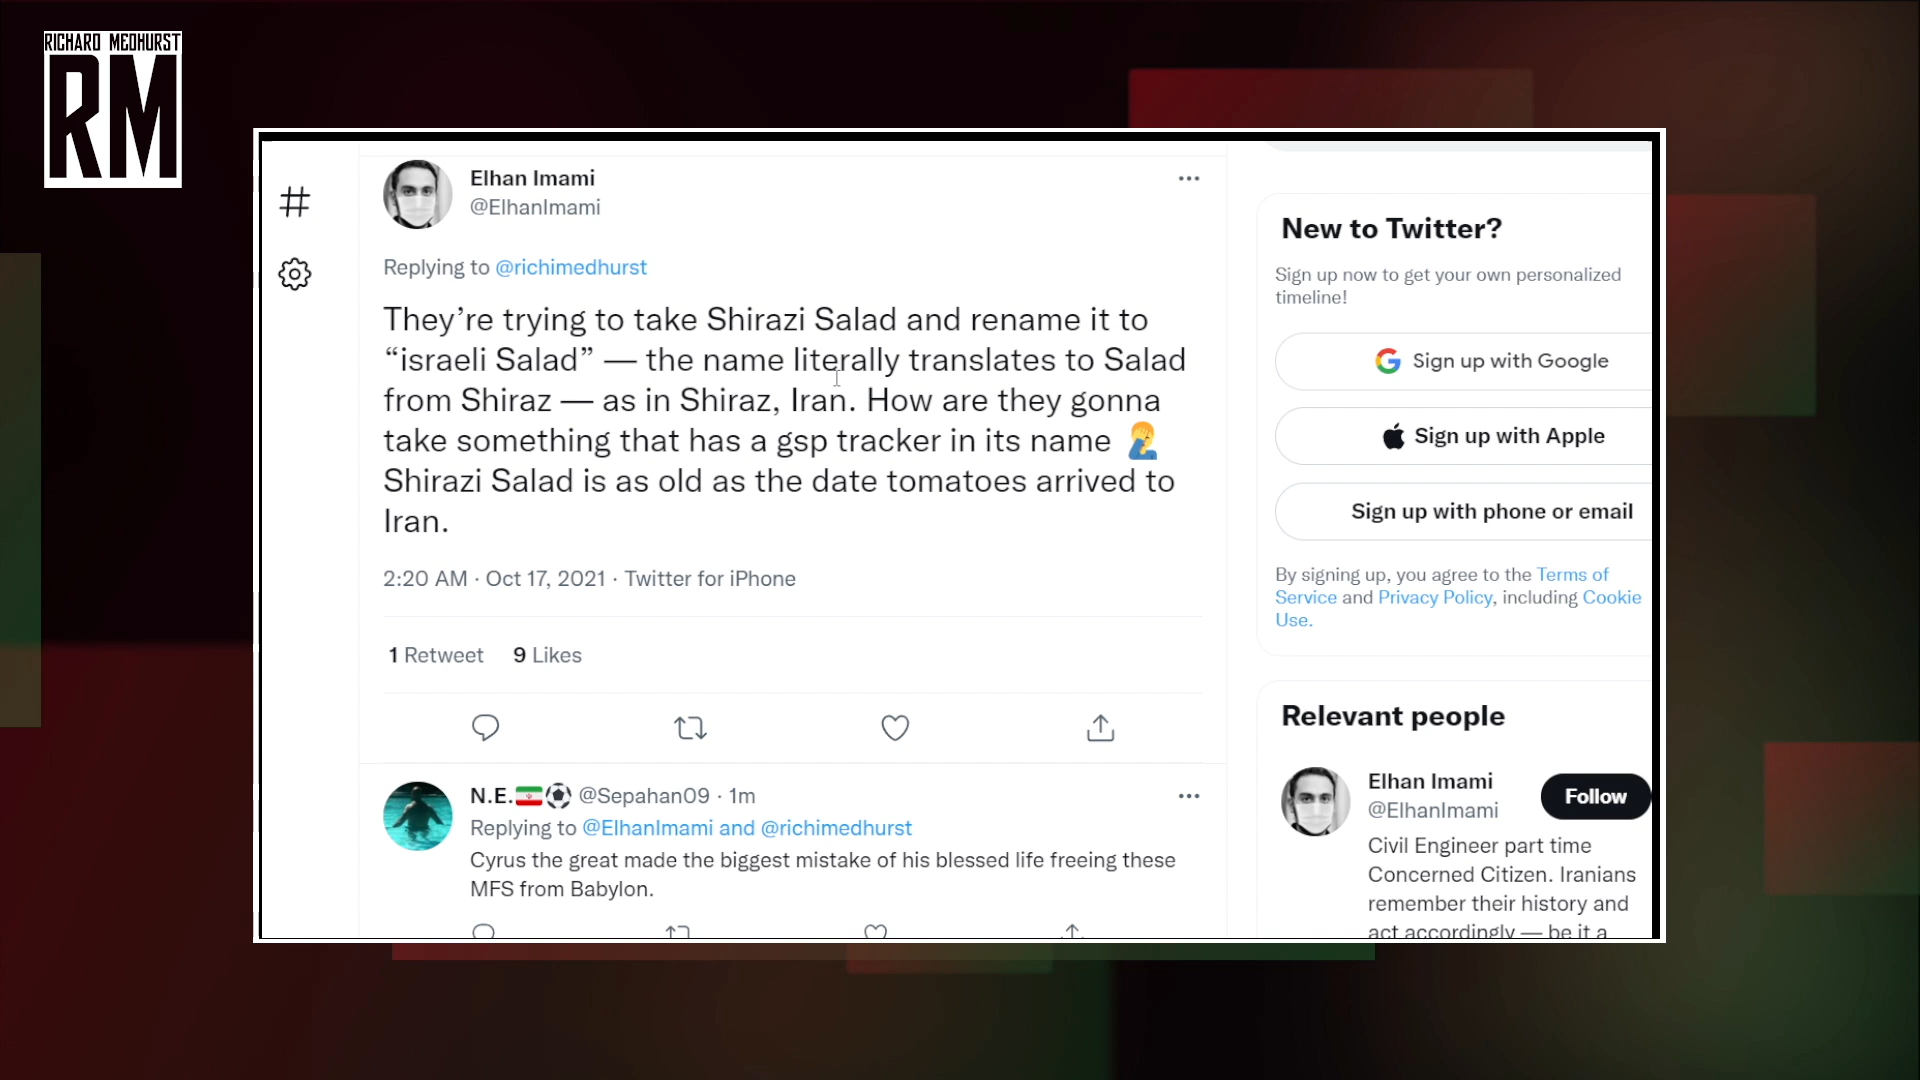 RICHARD MEDHURST
RM
Elhan Imami
@ElhanImami
Replying to @richimedhurst
They’re trying to take Shirazi Salad and rename it to
“israeli Salad” — the name literally translates to Salad
from Shiraz — as in Shiraz, Iran. How are they gonna
take something that has a gsp tracker in its name 🤦‍♂️
Shirazi Salad is as old as the date tomatoes arrived to
Iran.
2:20 AM · Oct 17, 2021 · Twitter for iPhone
1 Retweet 9 Likes
N.E.🇮🇷⚽ @Sepahan09 · 1m
Replying to @ElhanImami and @richimedhurst
Cyrus the great made the biggest mistake of his blessed life freeing these
MFS from Babylon.
New to Twitter?
Sign up now to get your own personalized
timeline!
Sign up with Google
Sign up with Apple
Sign up with phone or email
By signing up, you agree to the Terms of
Service and Privacy Policy, including Cookie
Use.
Relevant people
Elhan Imami
@ElhanImami
Follow
Civil Engineer part time
Concerned Citizen. Iranians
remember their history and
act accordingly — be it a